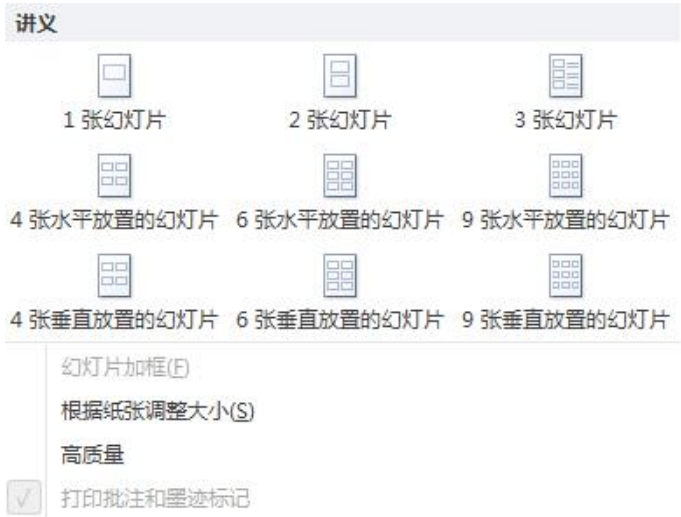 讲义
1 张幻灯片 2 张幻灯片 3 张幻灯片
4 张水平放置的幻灯片 6 张水平放置的幻灯片 9 张水平放置的幻灯片
4 张垂直放置的幻灯片 6 张垂直放置的幻灯片 9 张垂直放置的幻灯片
幻灯片加框(F)
根据纸张调整大小(S)
高质量
打印批注和墨迹标记